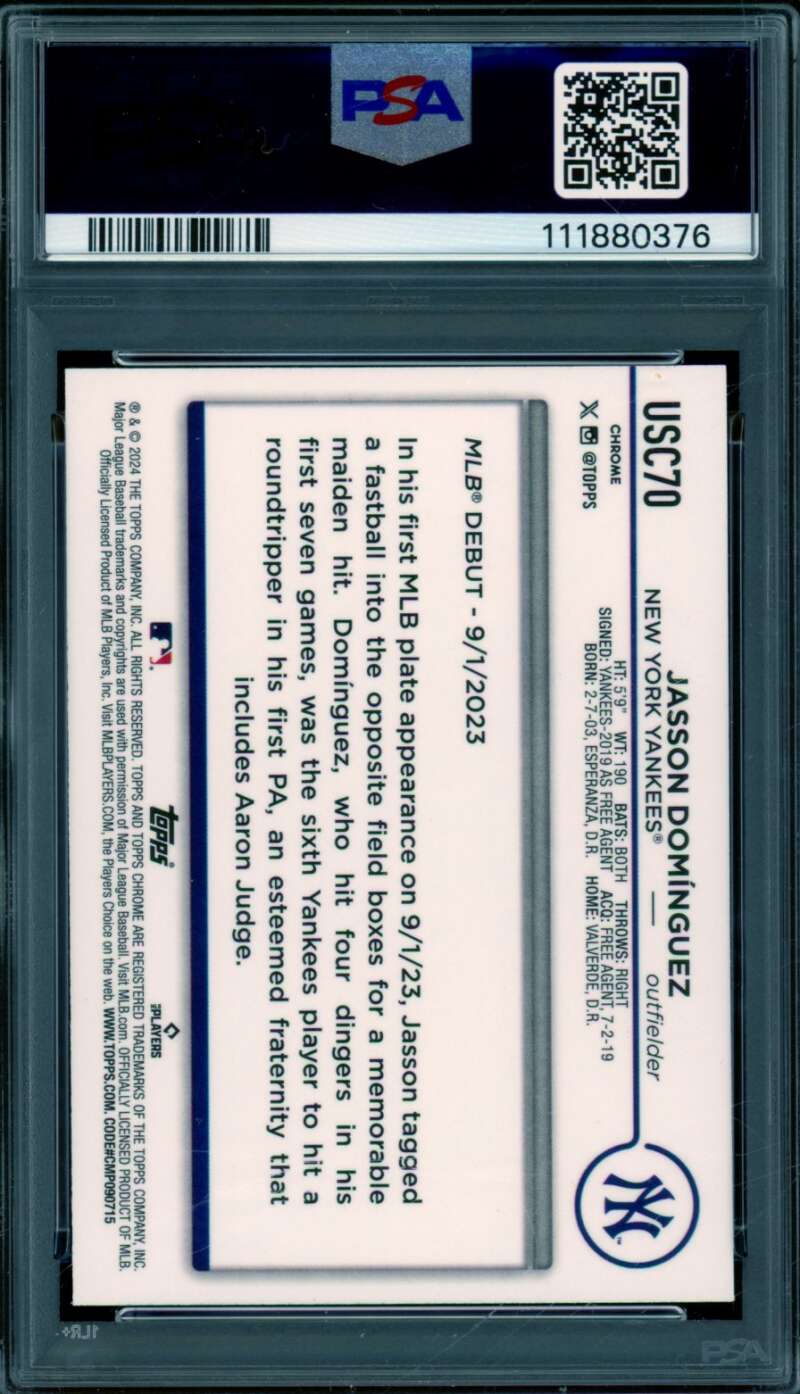 PSA
111880376
USC70
CHROME
X @TOPPS
JASSON DOMÍNGUEZ
NEW YORK YANKEES® — outfielder
HT: 5'9" WT: 190 BATS: BOTH THROWS: RIGHT
SIGNED: YANKEES-2019 AS FREE AGENT ACQ: FREE AGENT, 7-2-19
BORN: 2-7-03, ESPERANZA, D.R. HOME: VALVERDE, D.R.
NY
MLB® DEBUT - 9/1/2023
In his first MLB plate appearance on 9/1/23, Jasson tagged
a fastball into the opposite field boxes for a memorable
maiden hit. Domínguez, who hit four dingers in his
first seven games, was the sixth Yankees player to hit a
roundtripper in his first PA, an esteemed fraternity that
includes Aaron Judge.
topps®
PLAYERS
® & © 2024 THE TOPPS COMPANY, INC. ALL RIGHTS RESERVED. TOPPS AND TOPPS CHROME ARE REGISTERED TRADEMARKS OF THE TOPPS COMPANY, INC.
Major League Baseball trademarks and copyrights are used with permission of Major League Baseball. Visit MLB.com. OFFICIALLY LICENSED PRODUCT OF MLB.
Officially Licensed Product of MLB Players, Inc. Visit MLBPLAYERS.COM, the Players Choice on the web. WWW.TOPPS.COM. CODE#CMP090715
1LR+
PSA